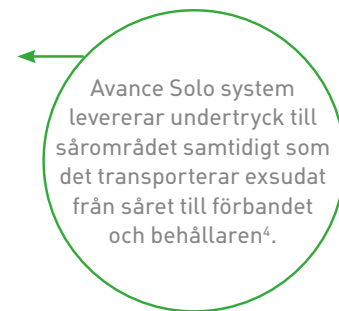 Avance Solo system
levererar undertryck till
sårområdet samtidigt som
det transporterar exsudat
från såret till förbandet
och behållaren⁴.